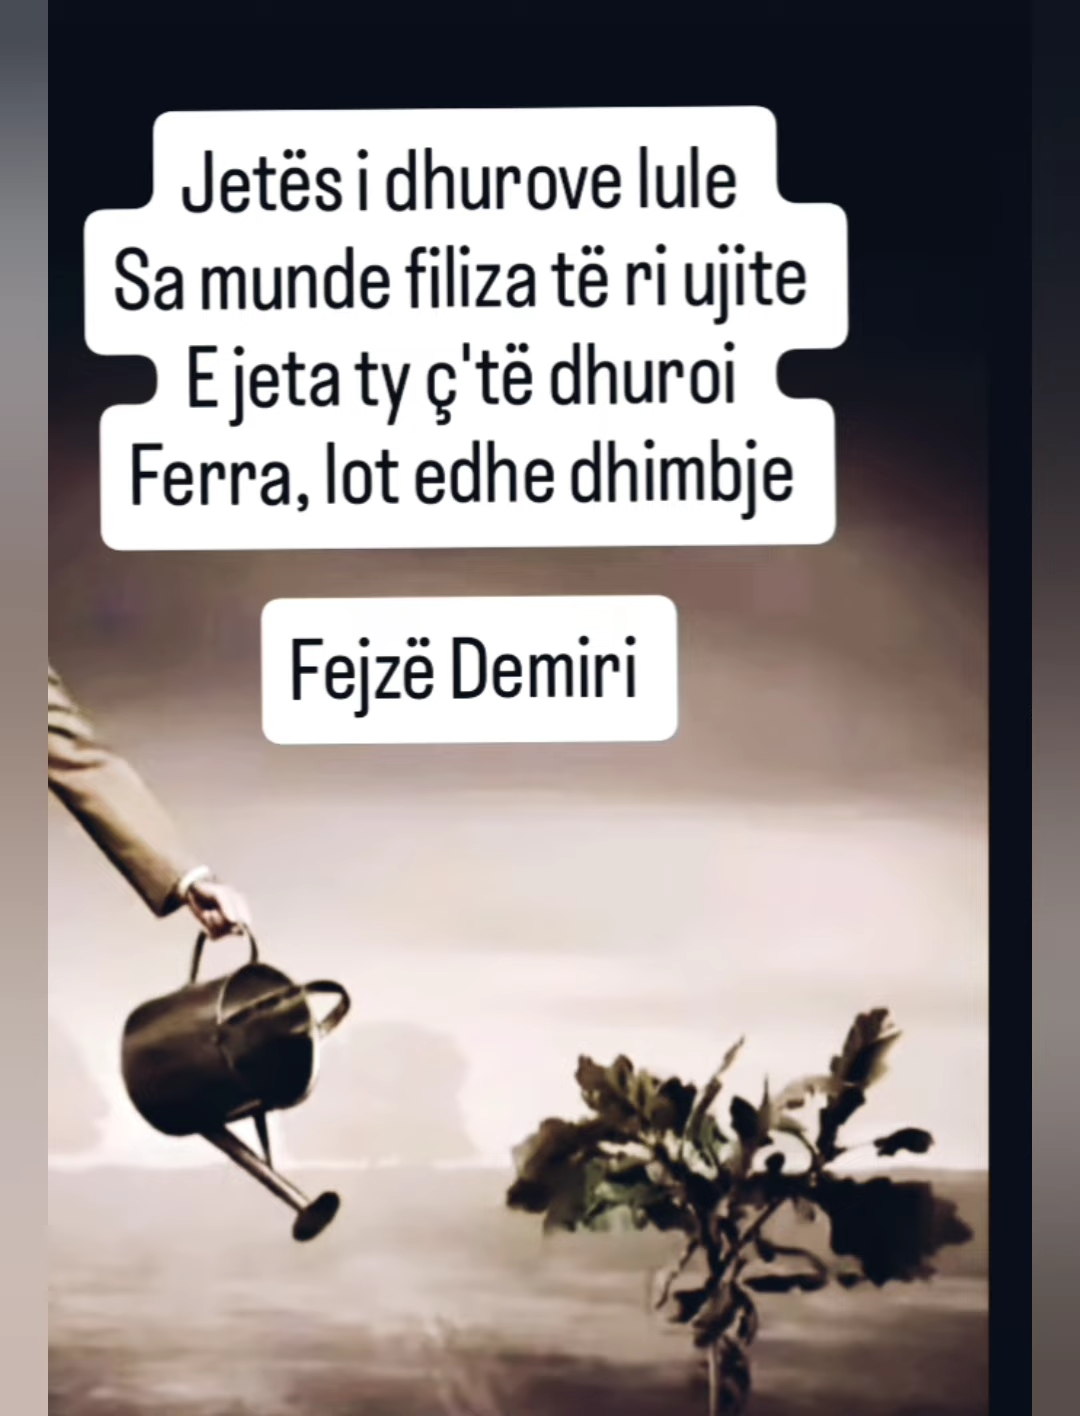 Jetës i dhurove lule
Sa munde filiza të ri ujite
E jeta ty ç'të dhuroi
Ferra, lot edhe dhimbje
Fejzë Demiri